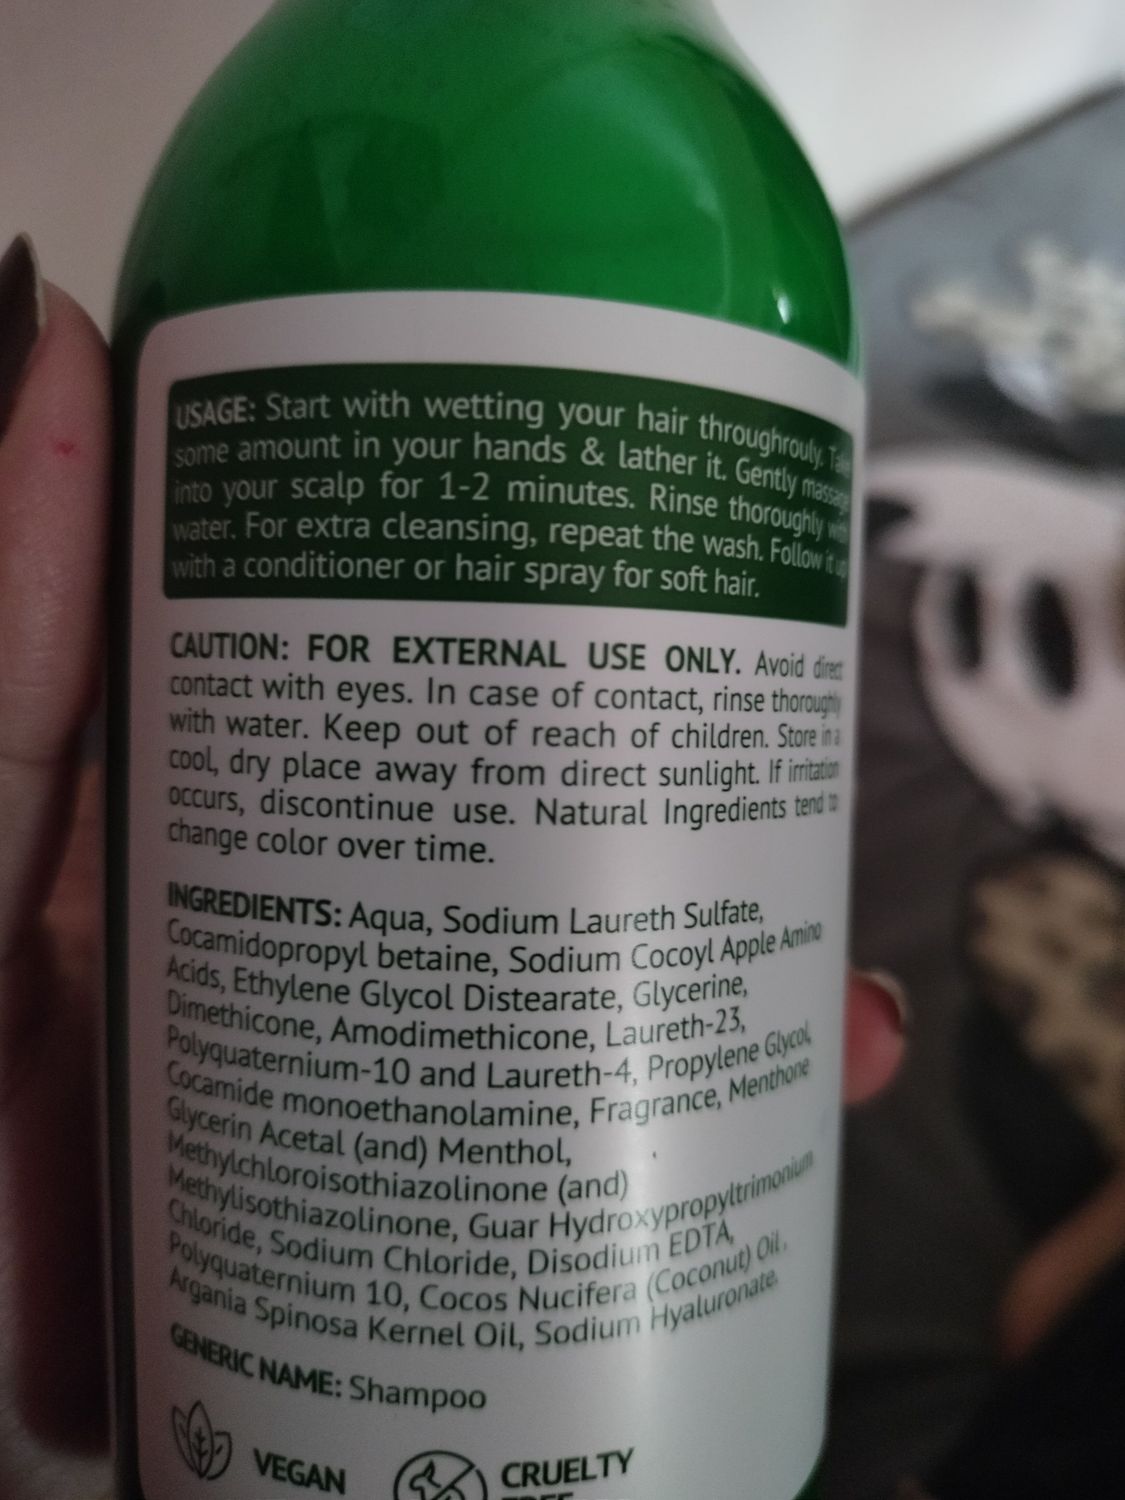 USAGE: Start with wetting your hair throughrouly. Take
some amount in your hands & lather it. Gently massage
into your scalp for 1-2 minutes. Rinse thoroughly with
water. For extra cleansing, repeat the wash. Follow it up
with a conditioner or hair spray for soft hair.
CAUTION: FOR EXTERNAL USE ONLY. Avoid direct
contact with eyes. In case of contact, rinse thoroughly
with water. Keep out of reach of children. Store in a
cool, dry place away from direct sunlight. If irritation
occurs, discontinue use. Natural Ingredients tend to
change color over time.
INGREDIENTS: Aqua, Sodium Laureth Sulfate,
Cocamidopropyl betaine, Sodium Cocoyl Apple Amino
Acids, Ethylene Glycol Distearate, Glycerine,
Dimethicone, Amodimethicone, Laureth-23,
Polyquaternium-10 and Laureth-4, Propylene Glycol,
Cocamide monoethanolamine, Fragrance, Menthone
Glycerin Acetal (and) Menthol,
Methylchloroisothiazolinone (and)
Methylisothiazolinone, Guar Hydroxypropyltrimonium
Chloride, Sodium Chloride, Disodium EDTA,
Polyquaternium 10, Cocos Nucifera (Coconut) Oil,
Argania Spinosa Kernel Oil, Sodium Hyaluronate.
GENERIC NAME: Shampoo
VEGAN
CRUELTY
FREE